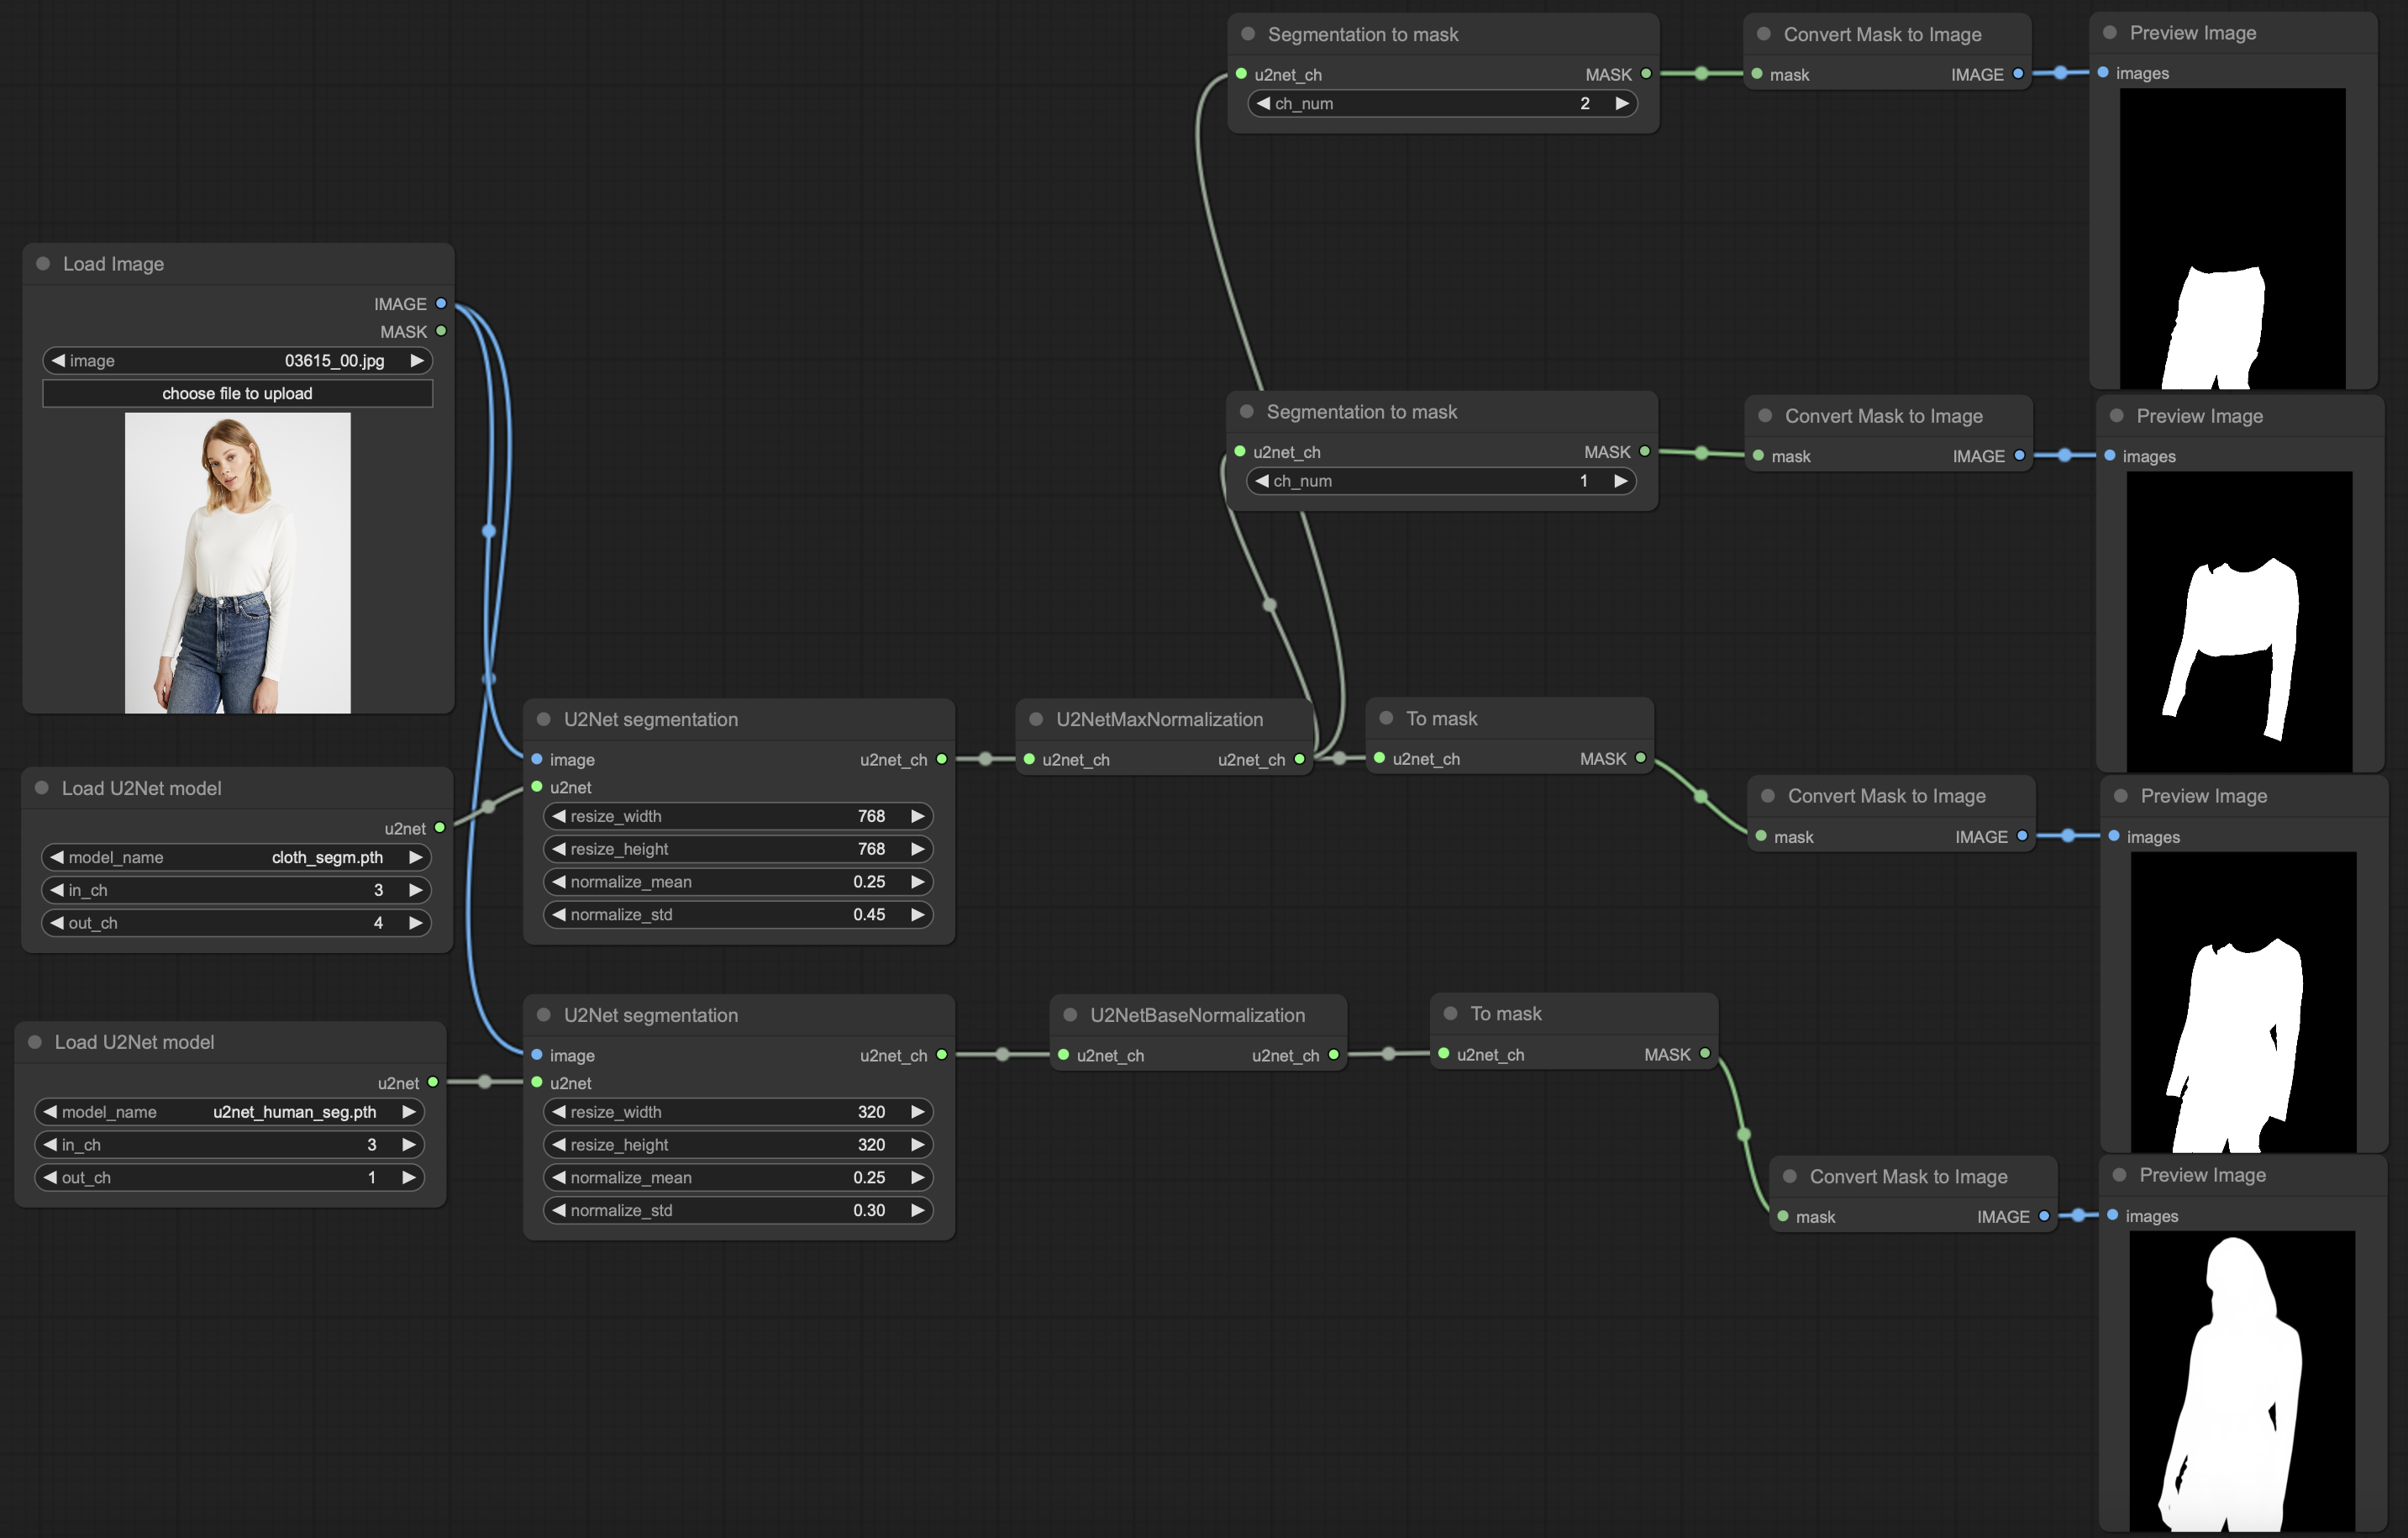 Segmentation to mask
u2net_ch MASK
ch_num 2
Convert Mask to Image
mask IMAGE
Preview Image
images
Load Image
IMAGE
MASK
image 03615_00.jpg
choose file to upload
Segmentation to mask
u2net_ch MASK
ch_num 1
Convert Mask to Image
mask IMAGE
Preview Image
images
Load U2Net model
u2net
model_name cloth_segm.pth
in_ch 3
out_ch 4
U2Net segmentation
image u2net_ch
u2net
resize_width 768
resize_height 768
normalize_mean 0.25
normalize_std 0.45
U2NetMaxNormalization
u2net_ch u2net_ch
To mask
u2net_ch MASK
Convert Mask to Image
mask IMAGE
Preview Image
images
Load U2Net model
u2net
model_name u2net_human_seg.pth
in_ch 3
out_ch 1
U2Net segmentation
image u2net_ch
u2net
resize_width 320
resize_height 320
normalize_mean 0.25
normalize_std 0.30
U2NetBaseNormalization
u2net_ch u2net_ch
To mask
u2net_ch MASK
Convert Mask to Image
mask IMAGE
Preview Image
images